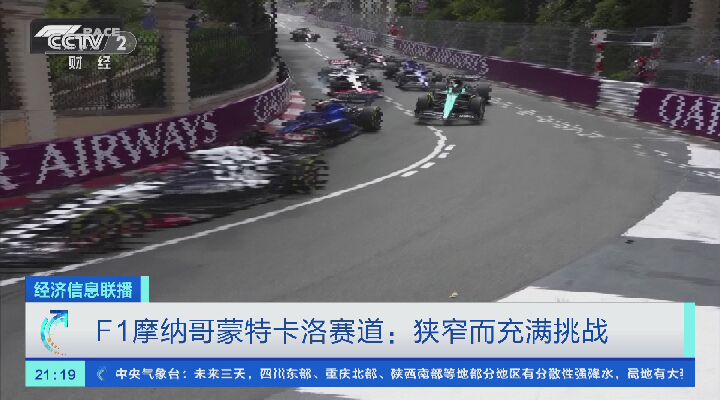 F1 RACE
CCTV 2
财经
QATAR AIRWAYS
QATAR
经济信息联播
F1摩纳哥蒙特卡洛赛道：狭窄而充满挑战
21:19
中央气象台：未来三天，四川东部、重庆北部、陕西南部等地部分地区有分散性强降水，局地有大